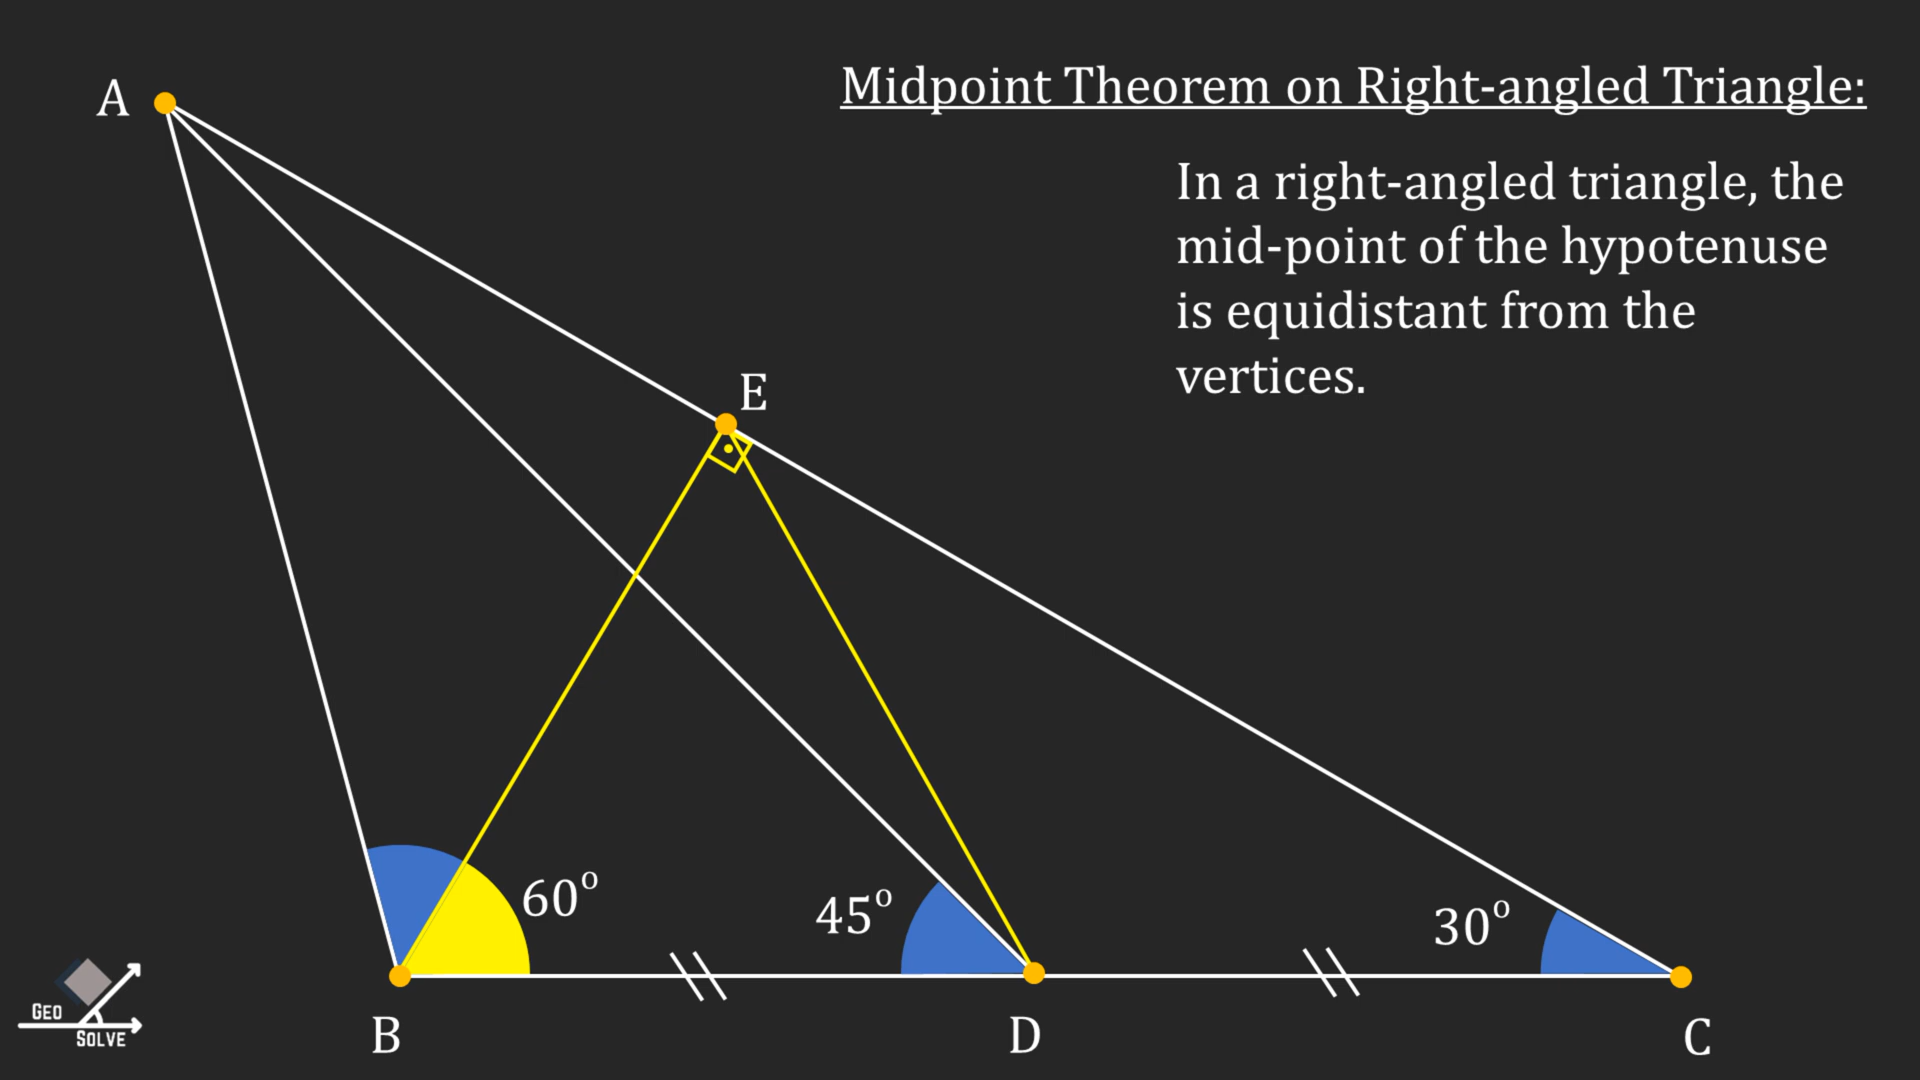 A
Midpoint Theorem on Right-angled Triangle:
In a right-angled triangle, the
mid-point of the hypotenuse
is equidistant from the
vertices.
E
60°
45°
30°
GEO
SOLVE
B
D
C